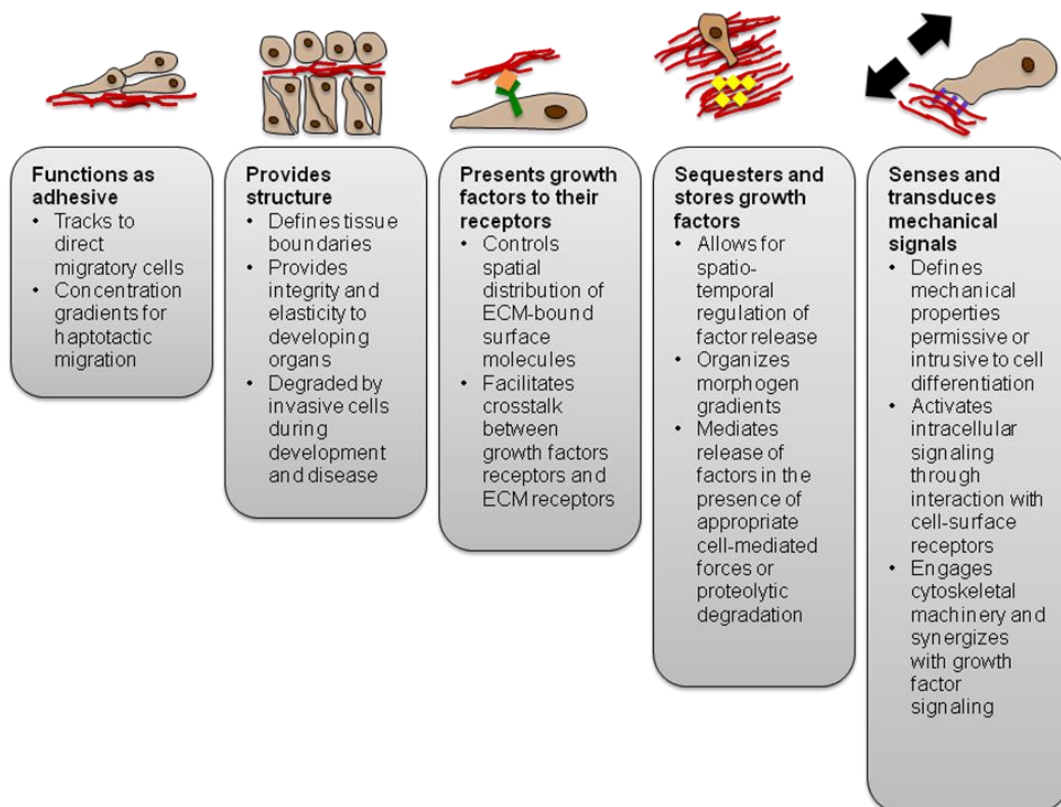 Functions as
adhesive
• Tracks to
direct
migratory cells
• Concentration
gradients for
haptotactic
migration
Provides
structure
• Defines tissue
boundaries
• Provides
integrity and
elasticity to
developing
organs
• Degraded by
invasive cells
during
development
and disease
Presents growth
factors to their
receptors
• Controls
spatial
distribution of
ECM-bound
surface
molecules
• Facilitates
crosstalk
between
growth factors
receptors and
ECM receptors
Sequesters and
stores growth
factors
• Allows for
spatio-
temporal
regulation of
factor release
• Organizes
morphogen
gradients
• Mediates
release of
factors in the
presence of
appropriate
cell-mediated
forces or
proteolytic
degradation
Senses and
transduces
mechanical
signals
• Defines
mechanical
properties
permissive or
intrusive to cell
differentiation
• Activates
intracellular
signaling
through
interaction with
cell-surface
receptors
• Engages
cytoskeletal
machinery and
synergizes
with growth
factor
signaling